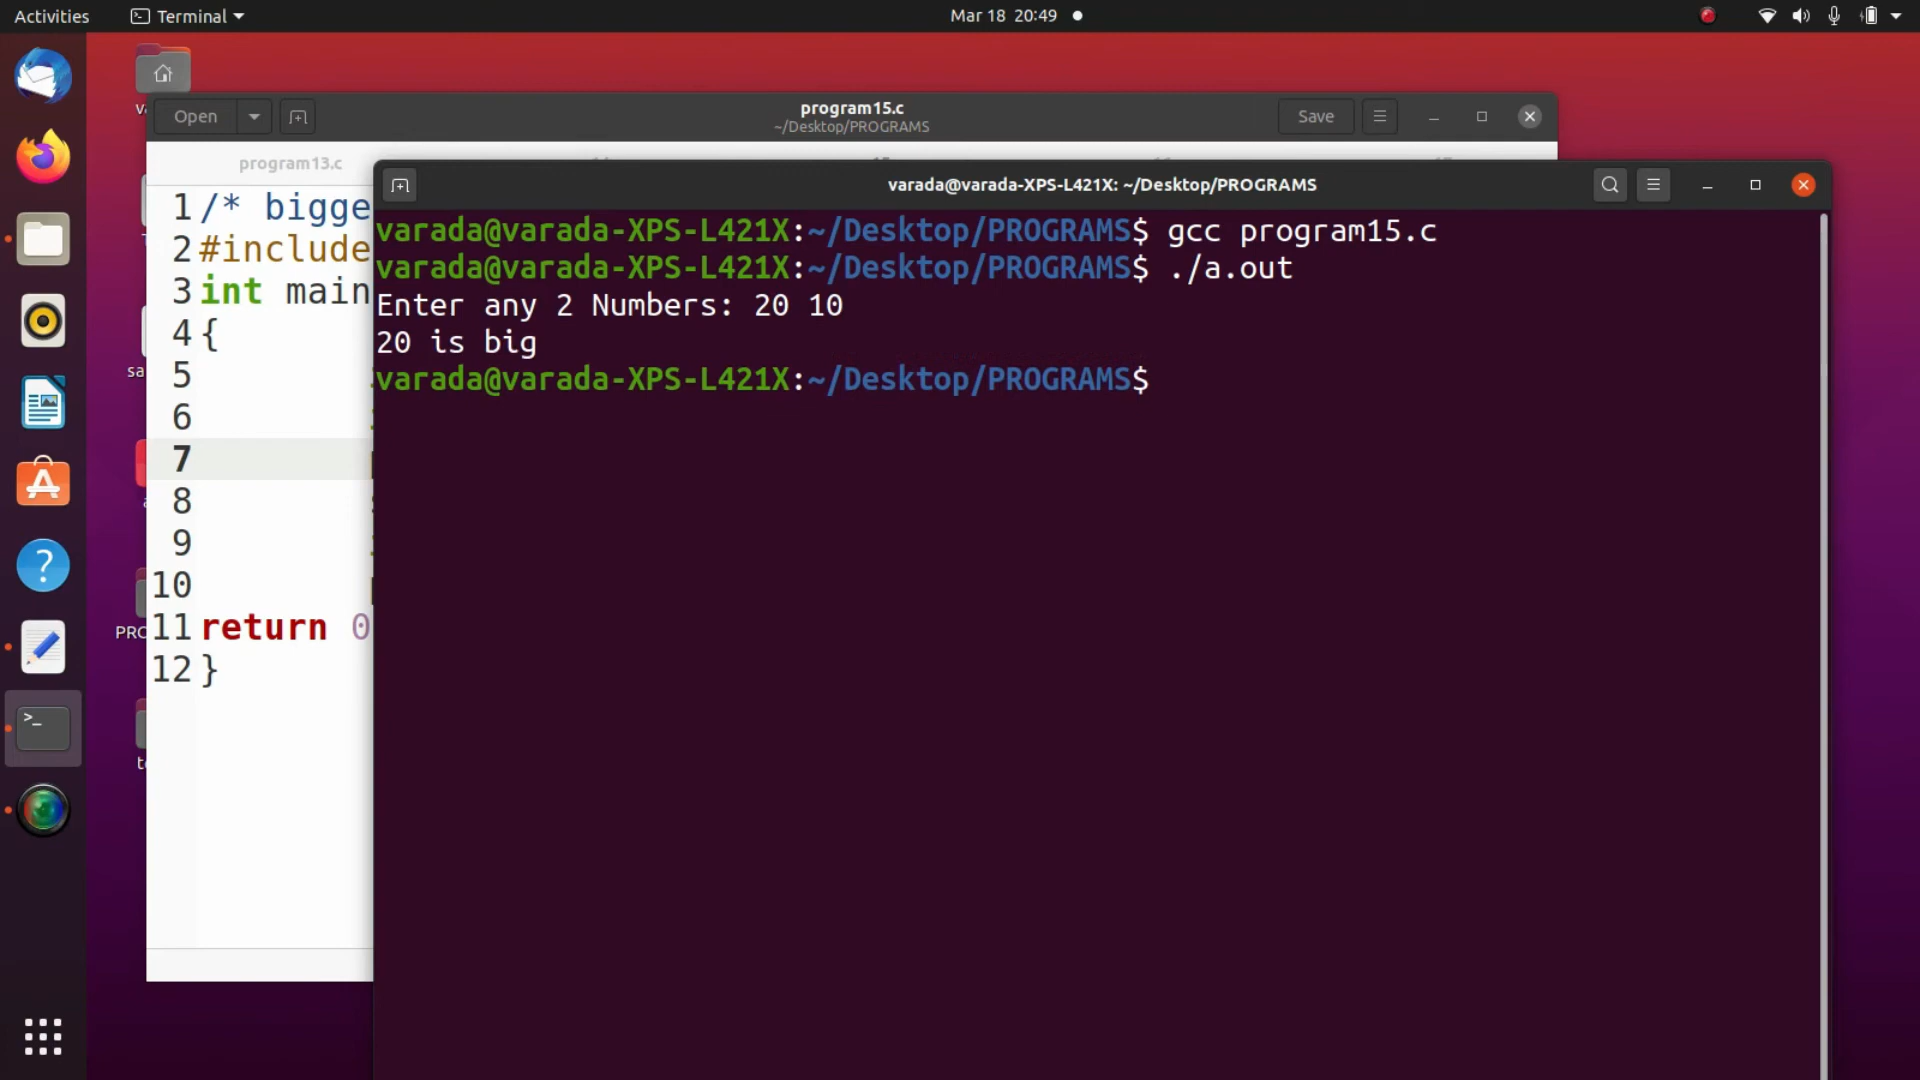 Activities
Terminal
Mar 18 20:49
Open
program15.c
~/Desktop/PROGRAMS
Save
program13.c
varada@varada-XPS-L421X: ~/Desktop/PROGRAMS
1 /* bigge
2 #include
3 int main
4 {
5
6
7
8
9
10
11 return 0
12 }
varada@varada-XPS-L421X:~/Desktop/PROGRAMS$ gcc program15.c
varada@varada-XPS-L421X:~/Desktop/PROGRAMS$ ./a.out
Enter any 2 Numbers: 20 10
20 is big
varada@varada-XPS-L421X:~/Desktop/PROGRAMS$